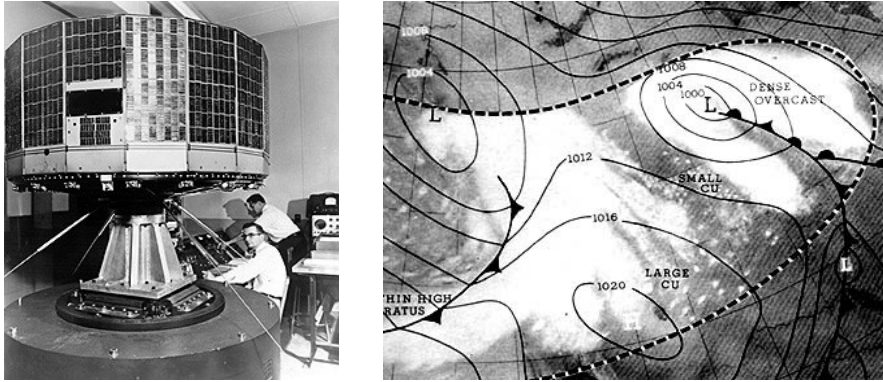 1008
1004
L
1008
1004
1000
L
DENSE
OVERCAST
1012
SMALL
CU
1016
LARGE
CU
1020
L
THIN HIGH
RATUS